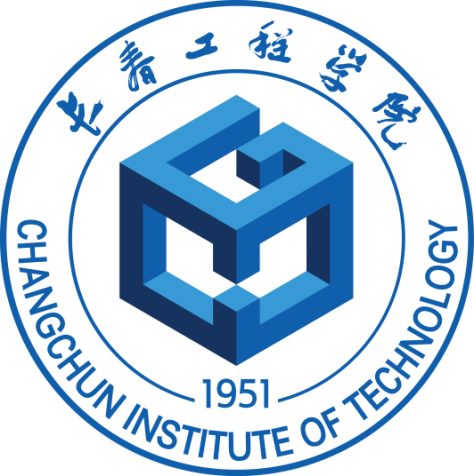 长春工程学院
1951
CHANGCHUN INSTITUTE OF TECHNOLOGY